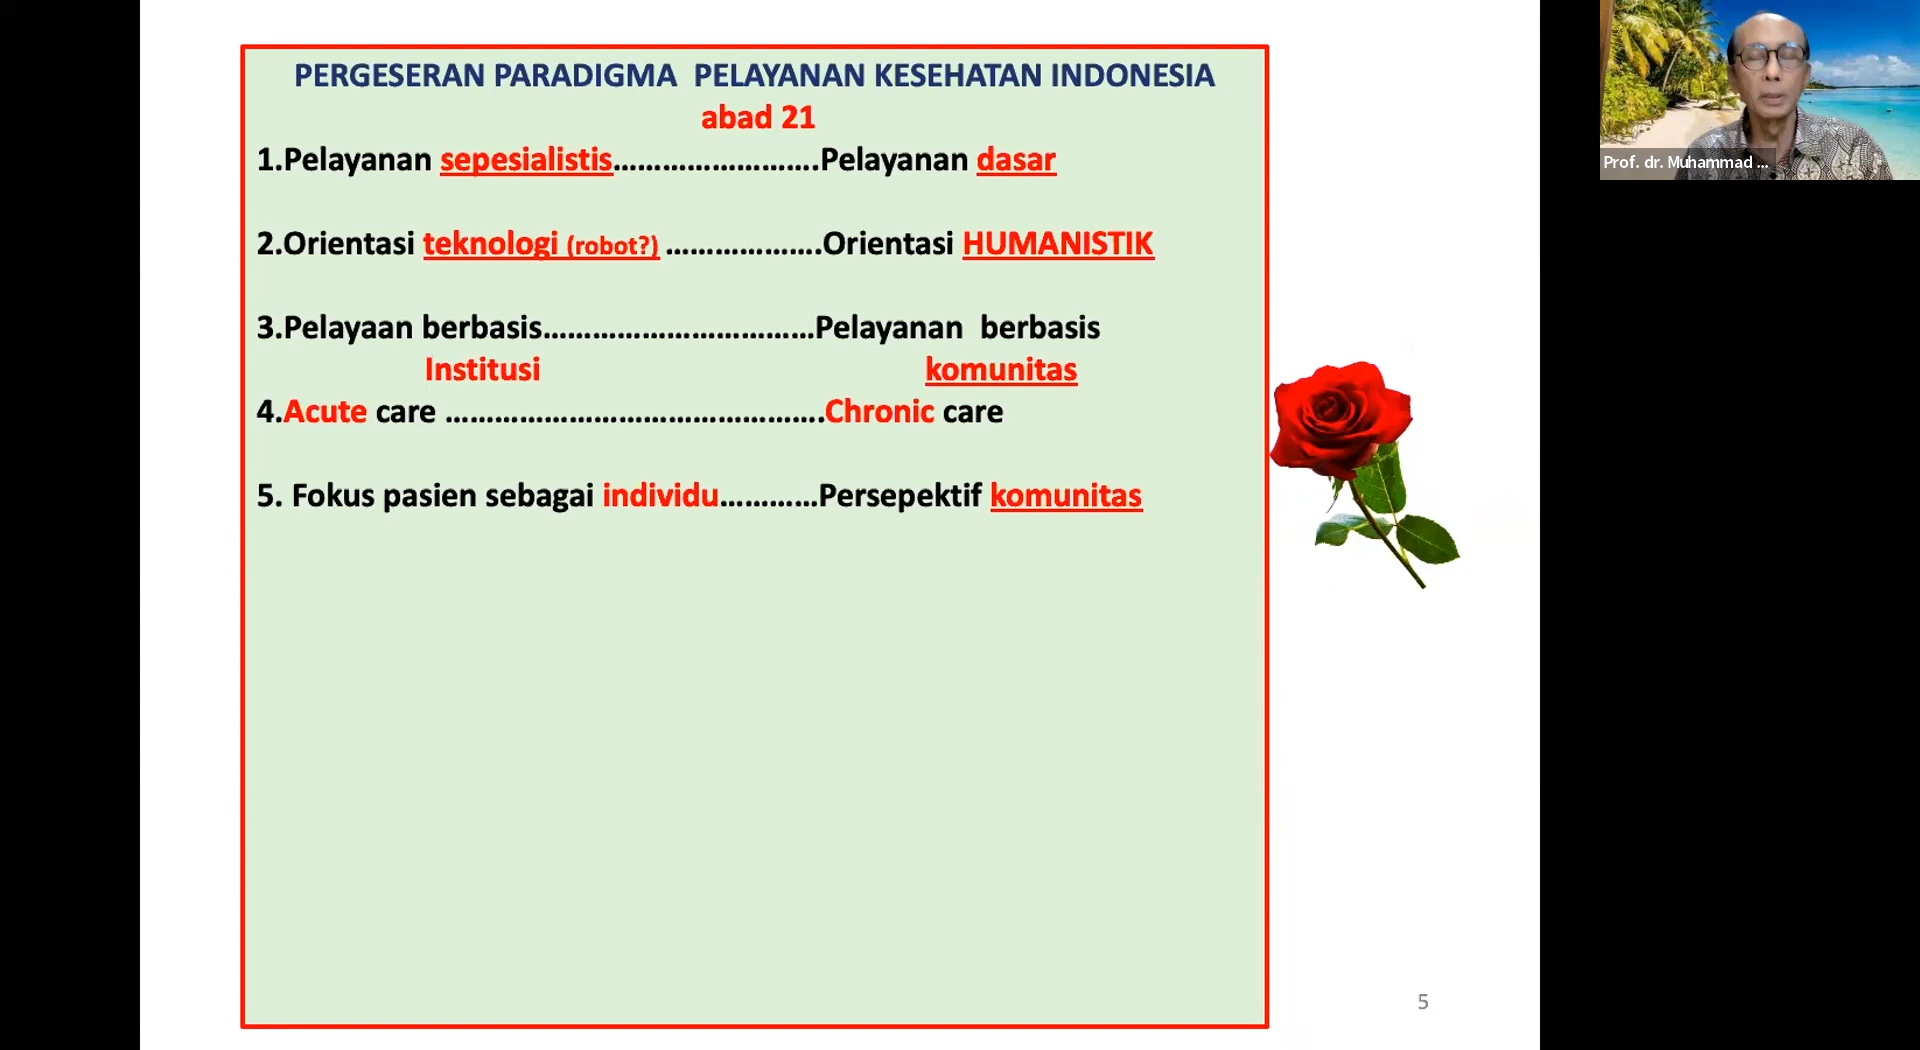 PERGESERAN PARADIGMA  PELAYANAN KESEHATAN INDONESIA
abad 21
1.Pelayanan sepesialistis…………………….Pelayanan dasar
2.Orientasi teknologi (robot?) ……………….Orientasi HUMANISTIK
3.Pelayaan berbasis……………………………Pelayanan  berbasis
Institusi komunitas
4.Acute care ……………………………………….Chronic care
5. Fokus pasien sebagai individu…………Persepektif komunitas
5
Prof. dr. Muhammad ...